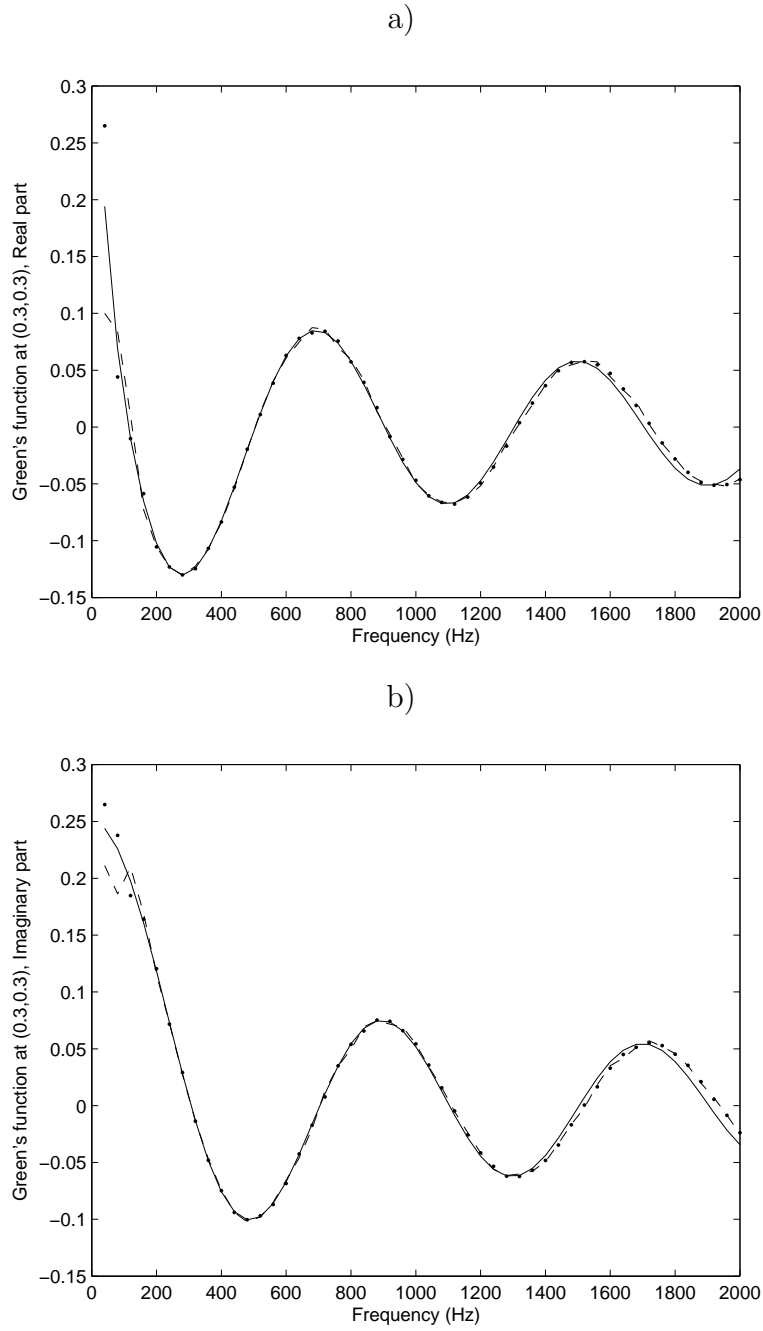 a)
0.3
0.25
0.2
0.15
0.1
0.05
0
−0.05
−0.1
−0.15
Green's function at (0.3,0.3), Real part
0 200 400 600 800 1000 1200 1400 1600 1800 2000
Frequency (Hz)
b)
0.3
0.25
0.2
0.15
0.1
0.05
0
−0.05
−0.1
−0.15
Green's function at (0.3,0.3), Imaginary part
0 200 400 600 800 1000 1200 1400 1600 1800 2000
Frequency (Hz)